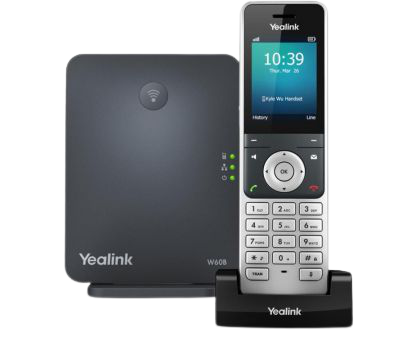 Yealink
W60B
Yealink
10:39
Thu, Mar 26
Kyle Wu Handset
History Line
OK
1
2 ABC
3 DEF
4 GHI
5 JKL
6 MNO
7 PQRS
8 TUV
9 WXYZ
*
0
#
TRAN
Yealink